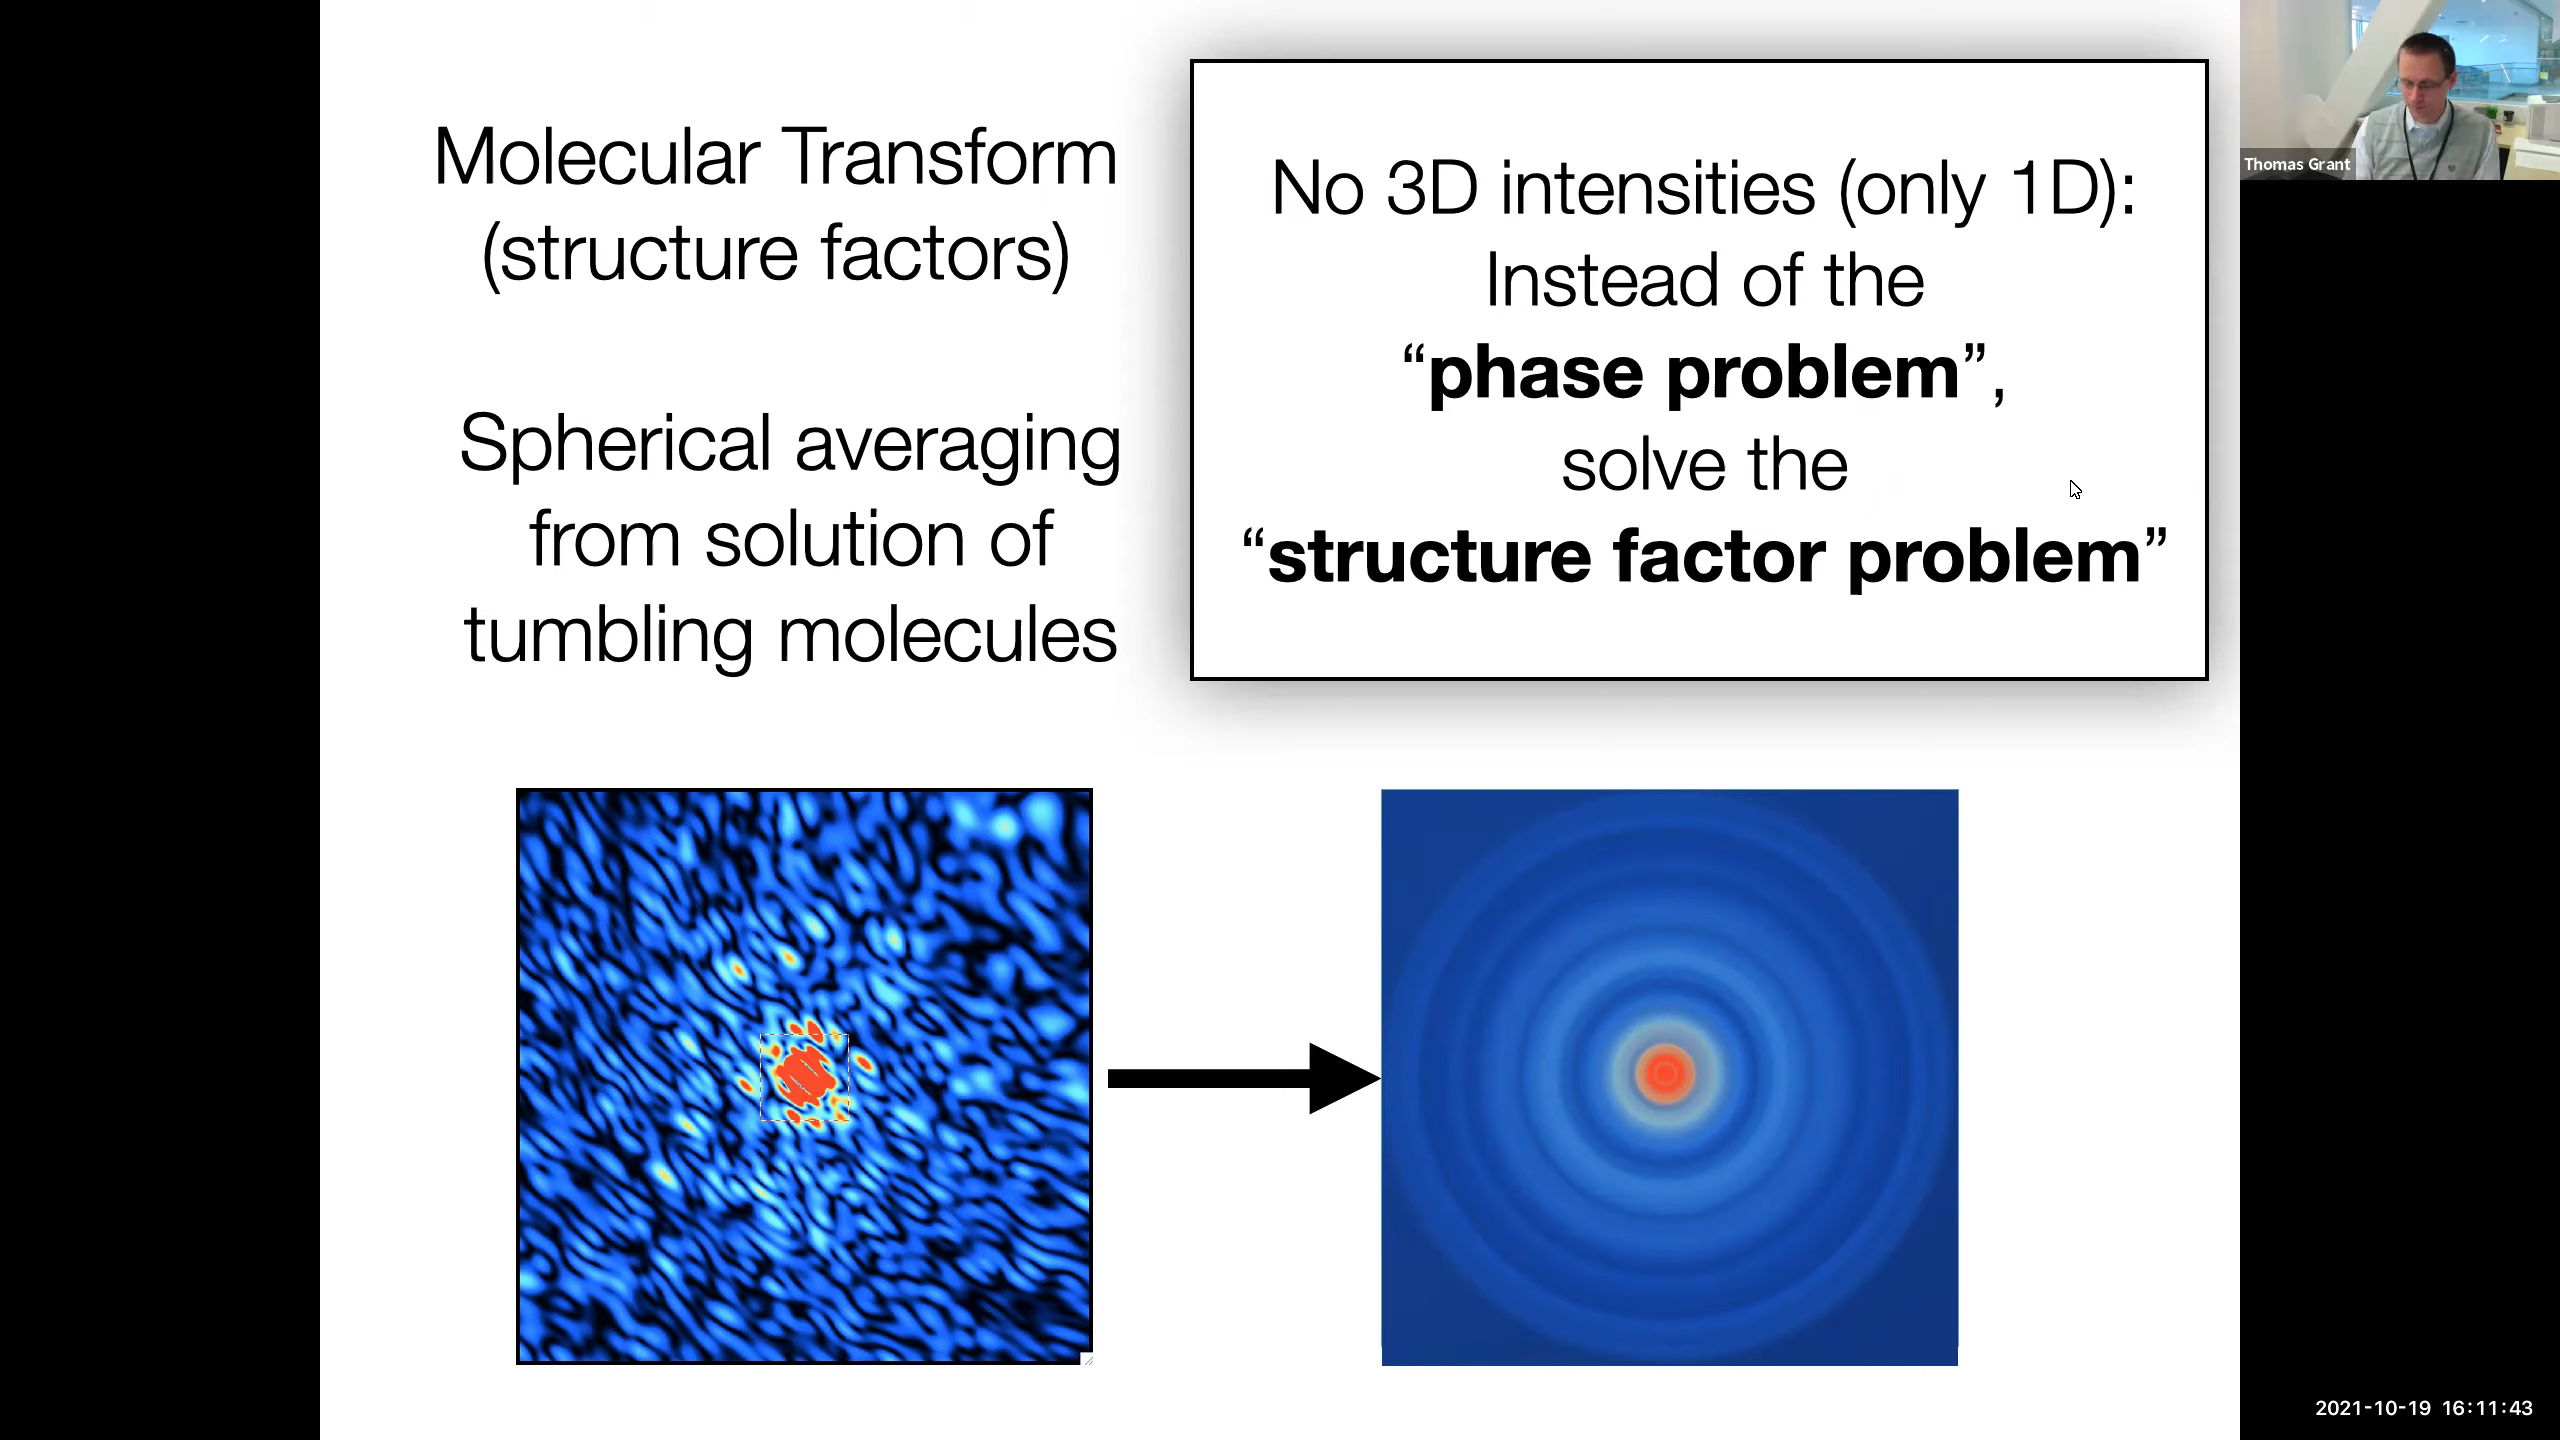 Molecular Transform
(structure factors)
Spherical averaging
from solution of
tumbling molecules
No 3D intensities (only 1D):
Instead of the
“phase problem”,
solve the
“structure factor problem”
Thomas Grant
2021-10-19 16:11:43